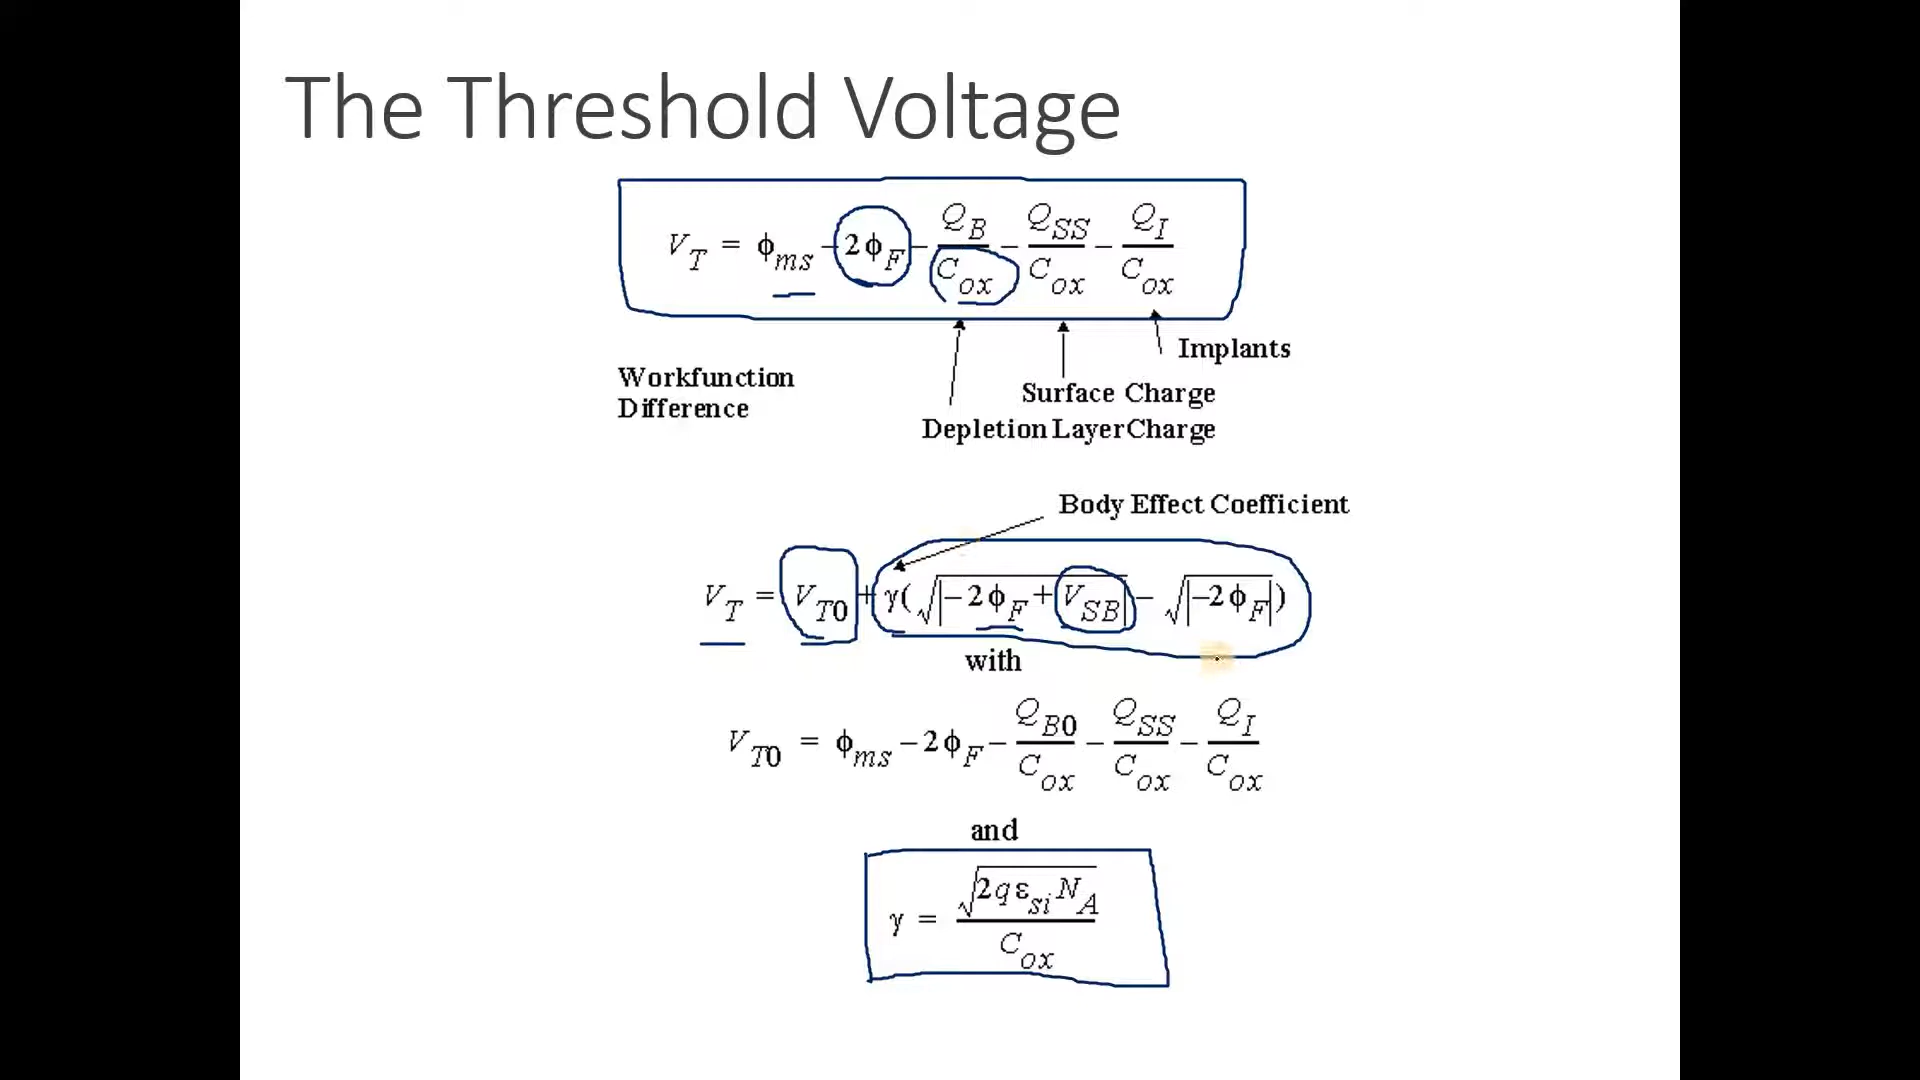 The Threshold Voltage
V_T = ϕ_ms - 2ϕ_F - Q_B/C_ox - Q_SS/C_ox - Q_I/C_ox
Implants
Workfunction
Difference
Surface Charge
Depletion Layer Charge
Body Effect Coefficient
V_T = V_T0 + γ(√|-2ϕ_F + V_SB| - √|-2ϕ_F|)
with
V_T0 = ϕ_ms - 2ϕ_F - Q_B0/C_ox - Q_SS/C_ox - Q_I/C_ox
and
γ = √(2qε_si N_A)/C_ox